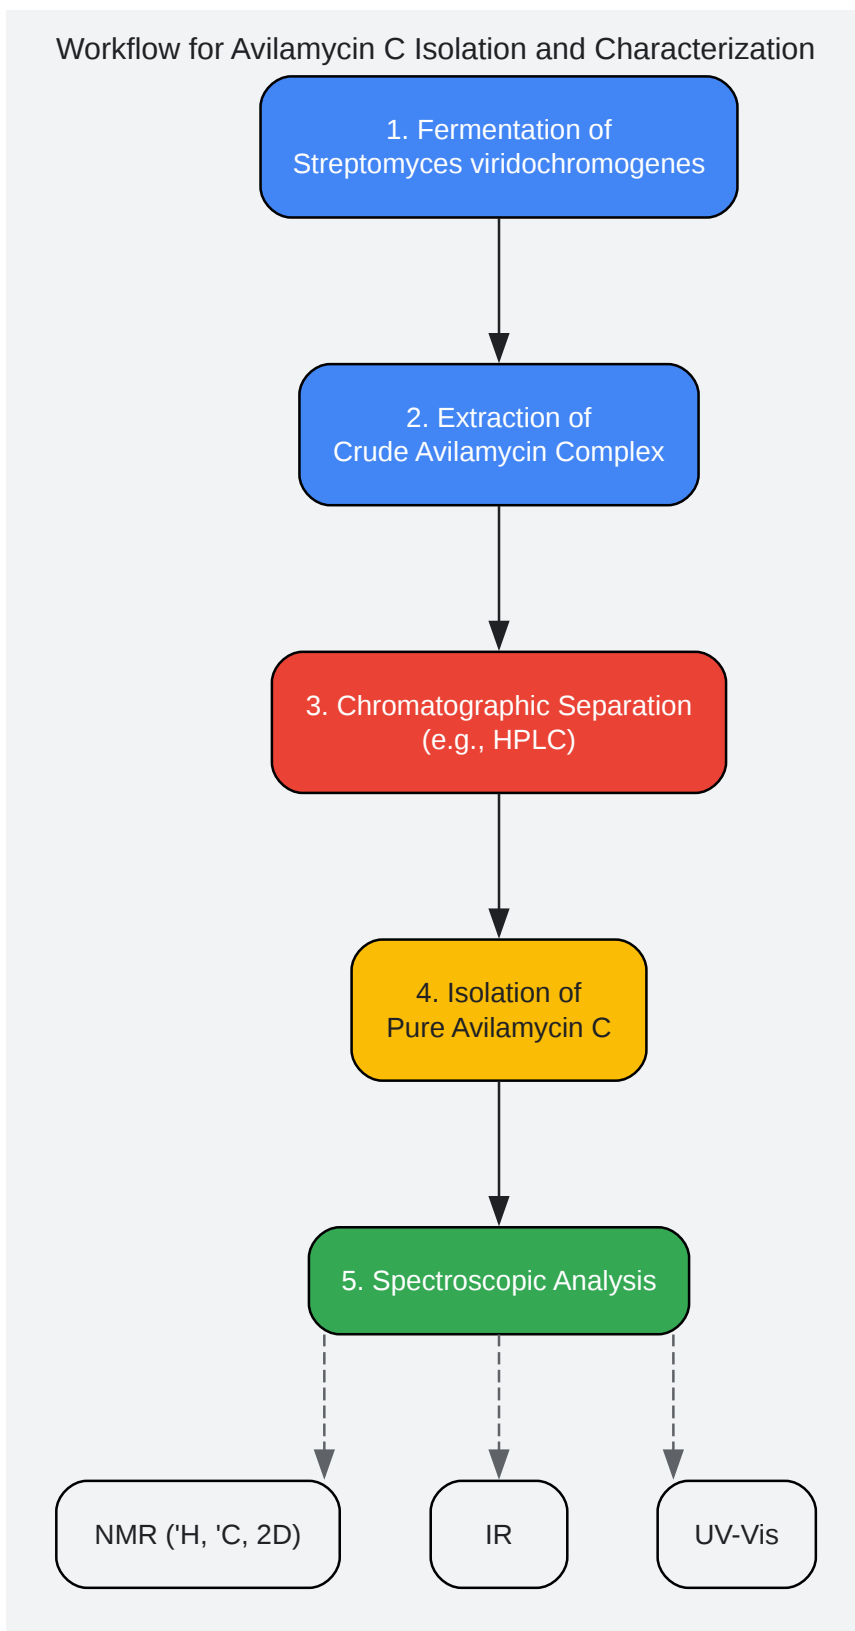 Workflow for Avilamycin C Isolation and Characterization
1. Fermentation of
Streptomyces viridochromogenes
2. Extraction of
Crude Avilamycin Complex
3. Chromatographic Separation
(e.g., HPLC)
4. Isolation of
Pure Avilamycin C
5. Spectroscopic Analysis
NMR ('H, 'C, 2D)
IR
UV-Vis